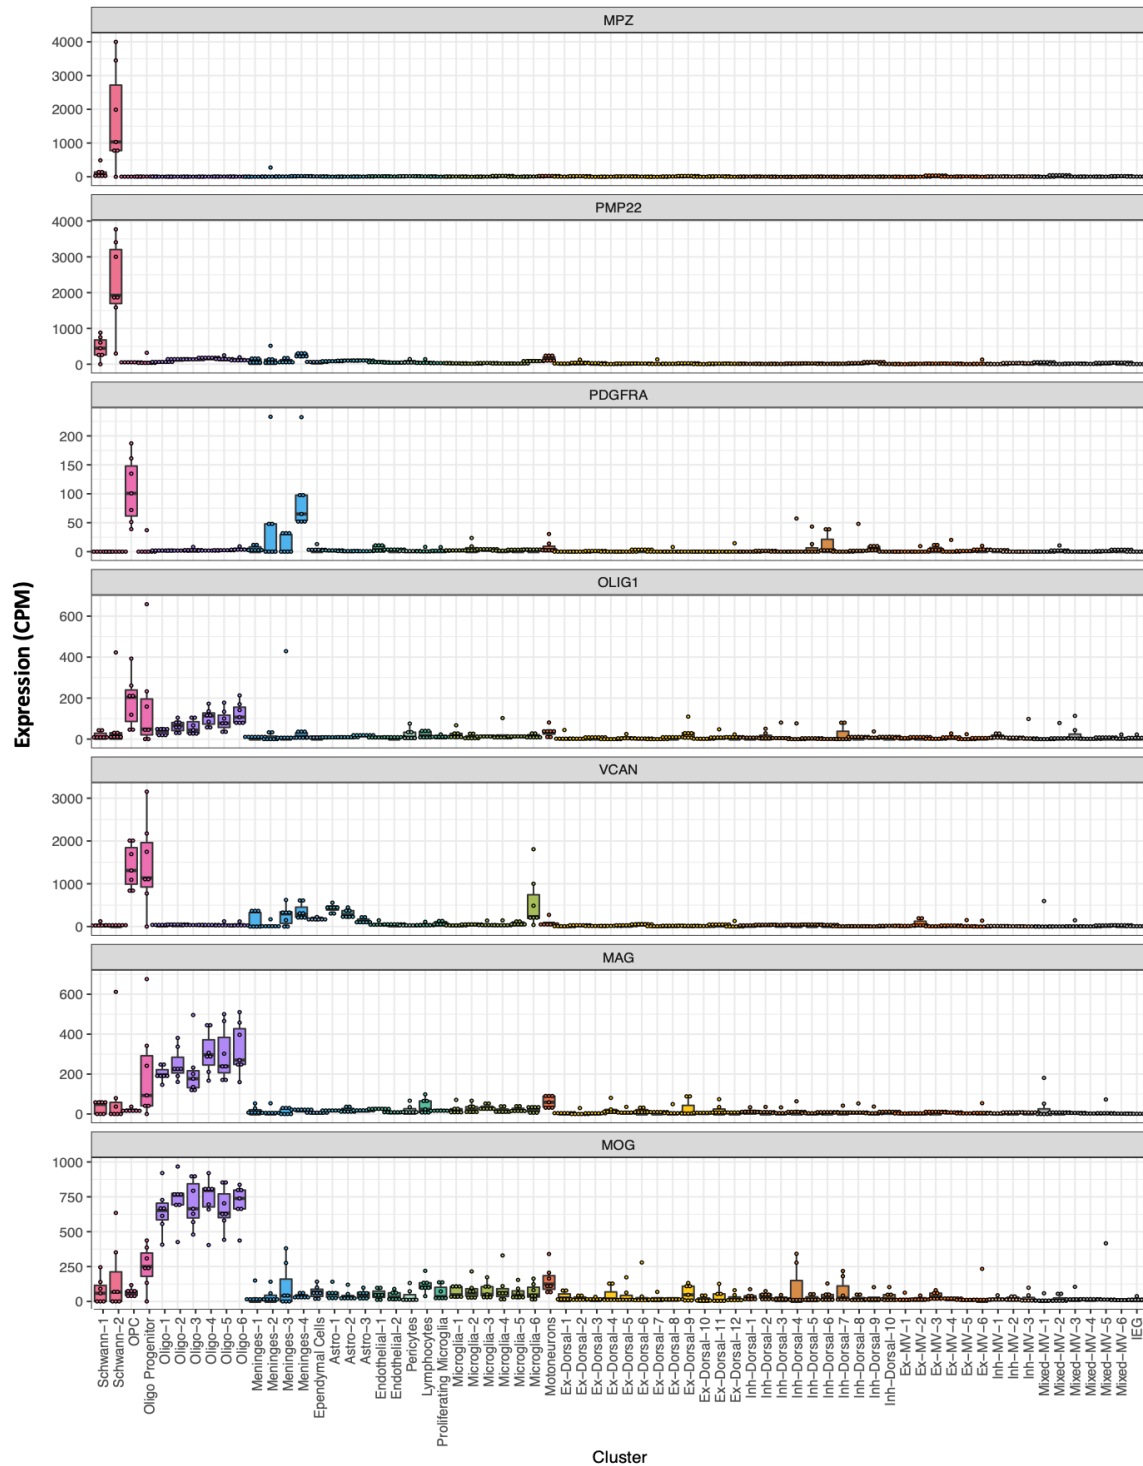 MPZ
4000
3000
2000
1000
0
PMP22
4000
3000
2000
1000
0
PDGFRA
200
150
100
50
0
OLIG1
600
400
200
0
VCAN
3000
2000
1000
0
MAG
600
400
200
0
MOG
1000
750
500
250
0
Expression (CPM)
Schwann−1
Schwann−2
OPC
Oligo Progenitor
Oligo−1
Oligo−2
Oligo−3
Oligo−4
Oligo−5
Oligo−6
Meninges−1
Meninges−2
Meninges−3
Meninges−4
Ependymal Cells
Astro−1
Astro−2
Astro−3
Endothelial−1
Endothelial−2
Pericytes
Lymphocytes
Proliferating Microglia
Microglia−1
Microglia−2
Microglia−3
Microglia−4
Microglia−5
Microglia−6
Motoneurons
Ex−Dorsal−1
Ex−Dorsal−2
Ex−Dorsal−3
Ex−Dorsal−4
Ex−Dorsal−5
Ex−Dorsal−6
Ex−Dorsal−7
Ex−Dorsal−8
Ex−Dorsal−9
Ex−Dorsal−10
Ex−Dorsal−11
Ex−Dorsal−12
Inh−Dorsal−1
Inh−Dorsal−2
Inh−Dorsal−3
Inh−Dorsal−4
Inh−Dorsal−5
Inh−Dorsal−6
Inh−Dorsal−7
Inh−Dorsal−8
Inh−Dorsal−9
Inh−Dorsal−10
Ex−MV−1
Ex−MV−2
Ex−MV−3
Ex−MV−4
Ex−MV−5
Ex−MV−6
Inh−MV−1
Inh−MV−2
Inh−MV−3
Mixed−MV−1
Mixed−MV−2
Mixed−MV−3
Mixed−MV−4
Mixed−MV−5
Mixed−MV−6
IEG
Cluster